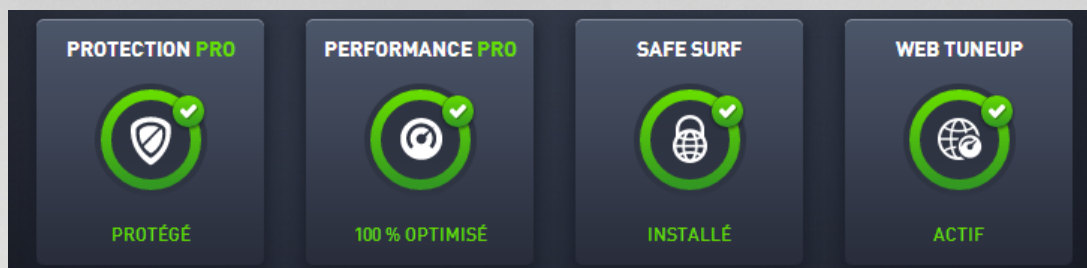 PROTECTION PRO
PERFORMANCE PRO
SAFE SURF
WEB TUNEUP
PROTÉGÉ
100 % OPTIMISÉ
INSTALLÉ
ACTIF